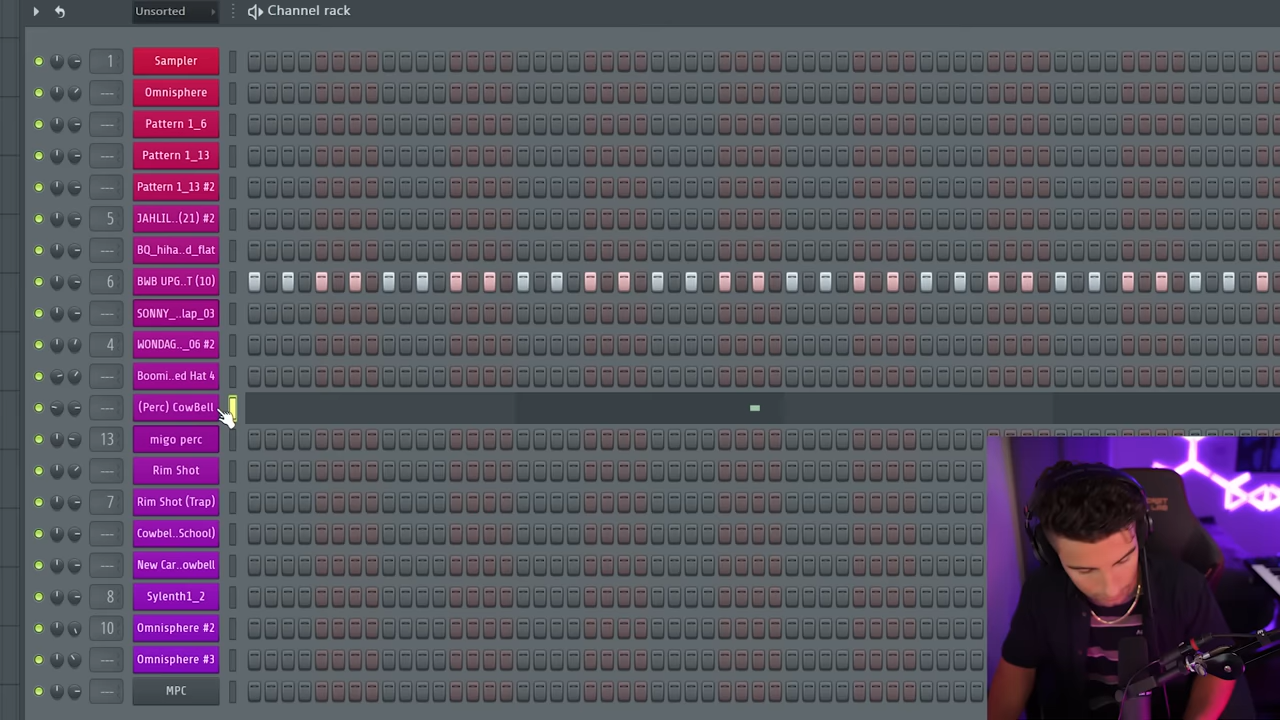 Unsorted
Channel rack
1 Sampler
--- Omnisphere
--- Pattern 1_6
--- Pattern 1_13
--- Pattern 1_13 #2
5 JAHLIL..(21) #2
--- BQ_hiha..d_flat
6 BWB UPG..T (10)
--- SONNY_..lap_03
4 WONDAG.._06 #2
--- Boomi..ed Hat 4
--- (Perc) CowBell
13 migo perc
--- Rim Shot
7 Rim Shot (Trap)
--- Cowbel..School)
--- New Car..owbell
8 Sylenth1_2
10 Omnisphere #2
--- Omnisphere #3
--- MPC